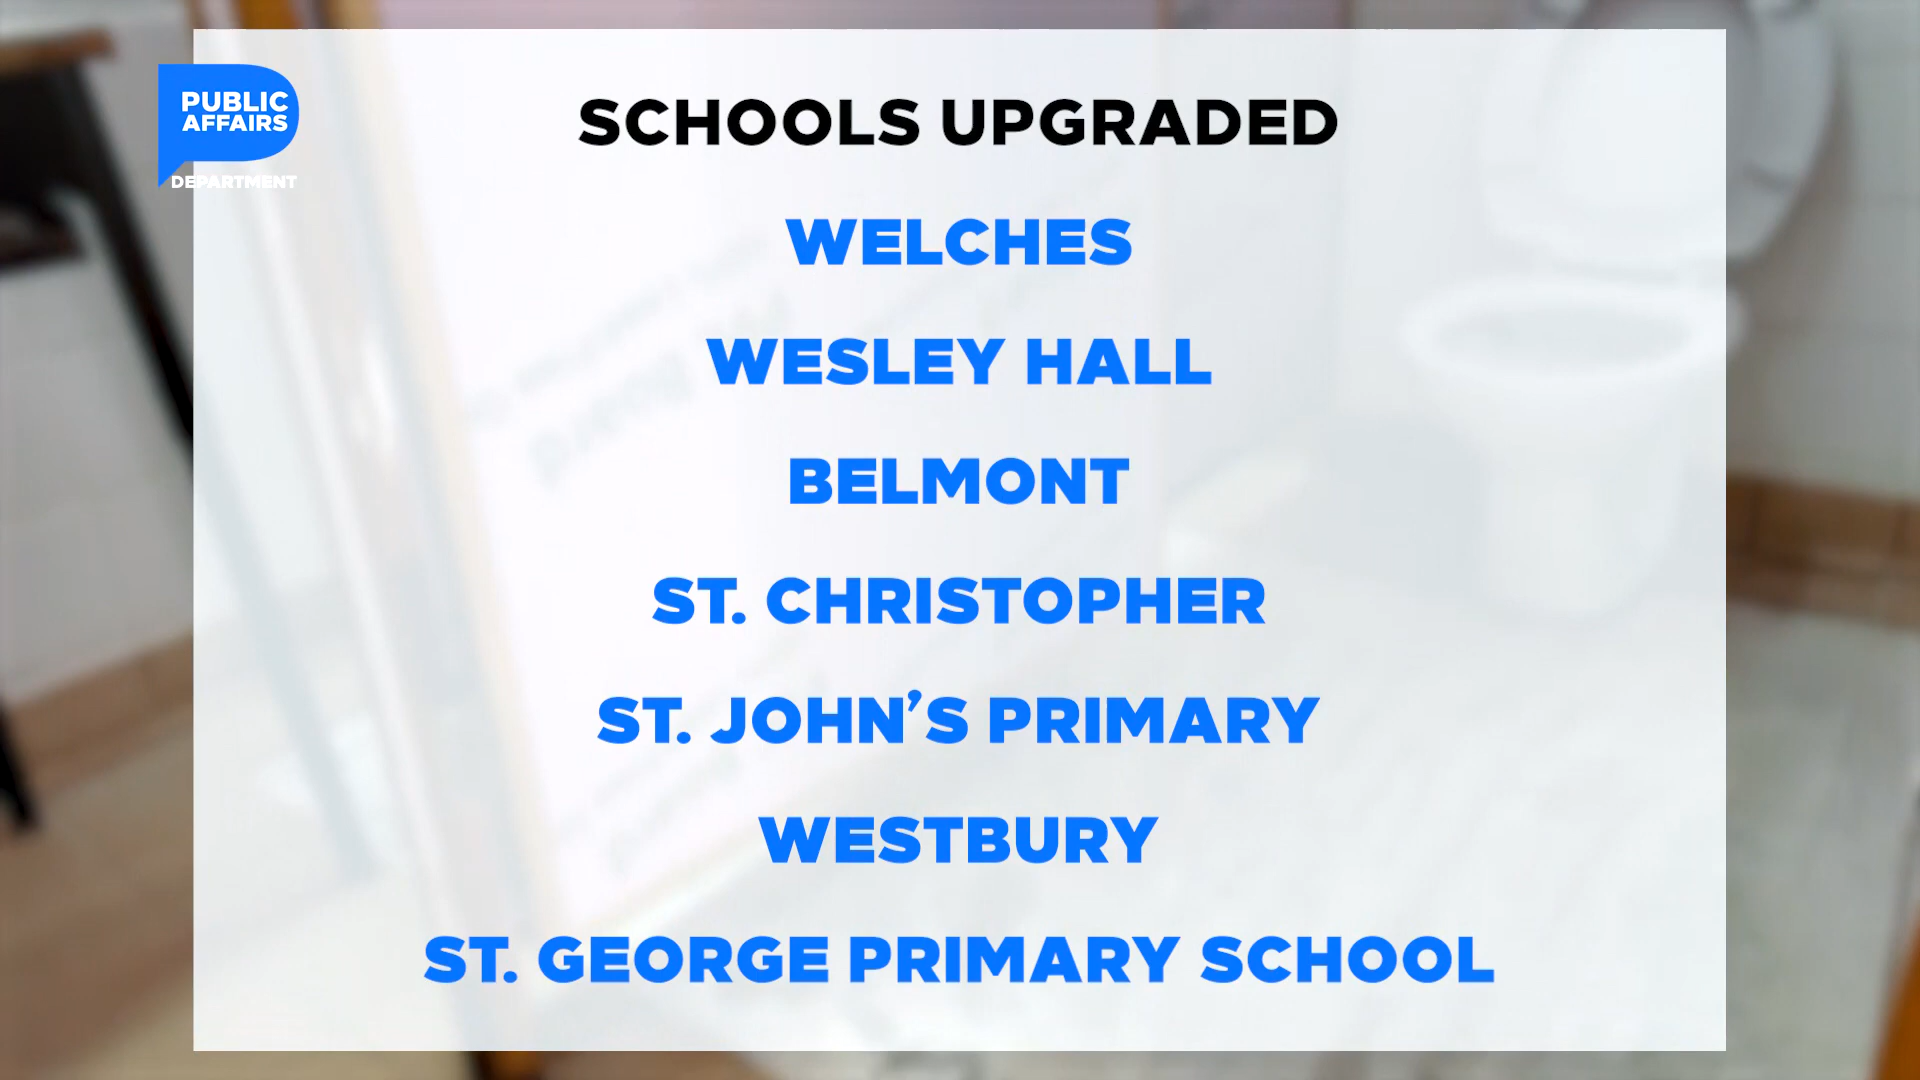 PUBLIC
AFFAIRS
DEPARTMENT
SCHOOLS UPGRADED
WELCHES
WESLEY HALL
BELMONT
ST. CHRISTOPHER
ST. JOHN’S PRIMARY
WESTBURY
ST. GEORGE PRIMARY SCHOOL